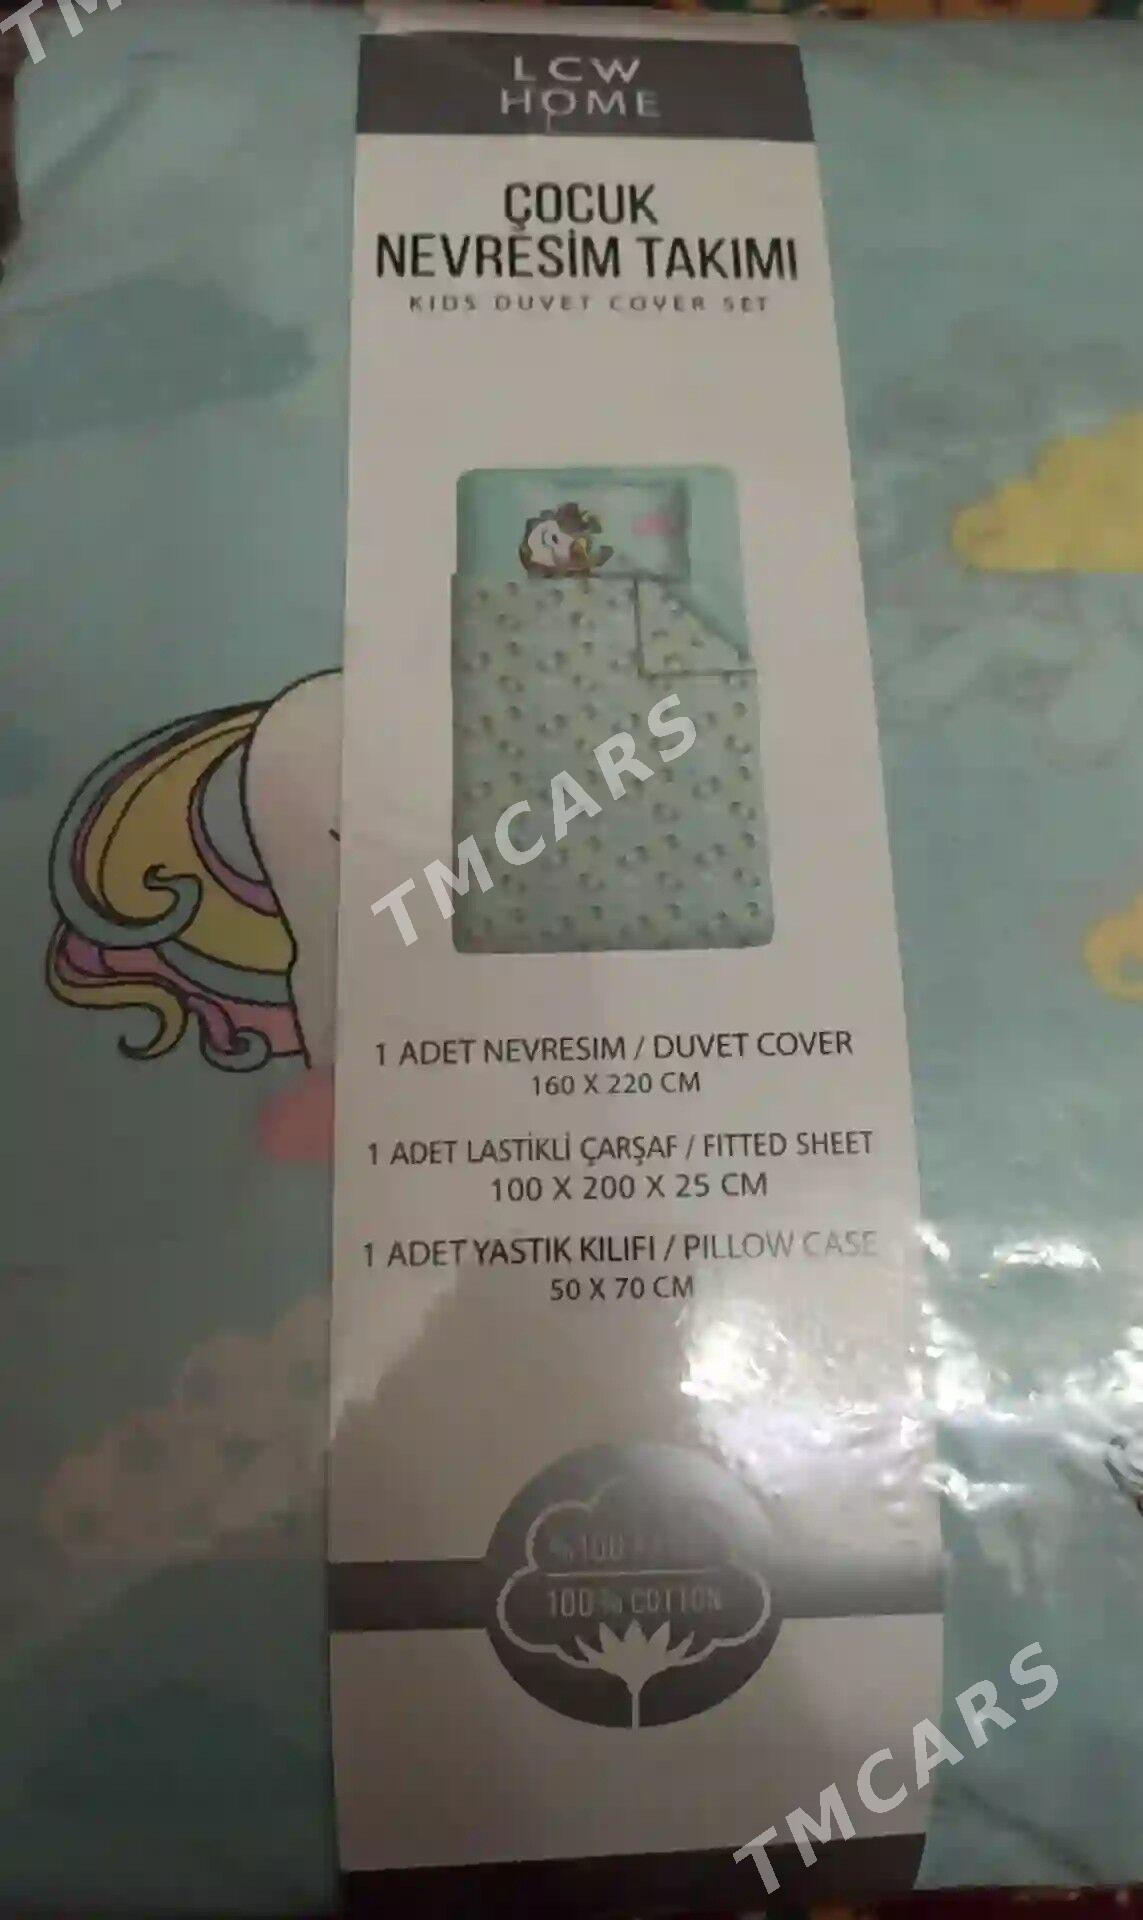 LCW
HOME
ÇOCUK
NEVRESİM TAKIMI
KIDS DUVET COVER SET
TMCARS
1 ADET NEVRESIM / DUVET COVER
160 X 220 CM
1 ADET LASTİKLİ ÇARŞAF / FITTED SHEET
100 X 200 X 25 CM
1 ADET YASTIK KILIFI / PILLOW CASE
50 X 70 CM
%100
100% COTTON
TMCARS